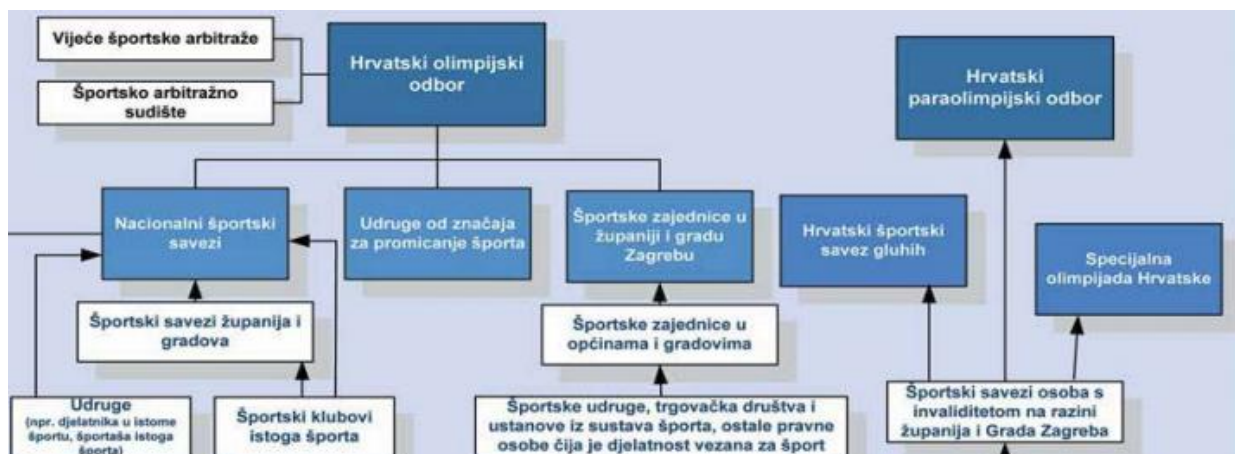 Vijeće športske arbitraže
Športsko arbitražno
sudište
Hrvatski olimpijski
odbor
Hrvatski
paraolimpijski odbor
Nacionalni športski
savezi
Udruge od značaja
za promicanje športa
Športske zajednice u
županiji i gradu
Zagrebu
Hrvatski športski
savez gluhih
Specijalna
olimpijada Hrvatske
Športski savezi županija i
gradova
Športske zajednice u
općinama i gradovima
Udruge
(npr. djelatnika u istome
športu, športaša istoga
športa)
Športski klubovi
istoga športa
Športske udruge, trgovačka društva i
ustanove iz sustava športa, ostale pravne
osobe čija je djelatnost vezana za šport
Športski savezi osoba s
invaliditetom na razini
županija i Grada Zagreba